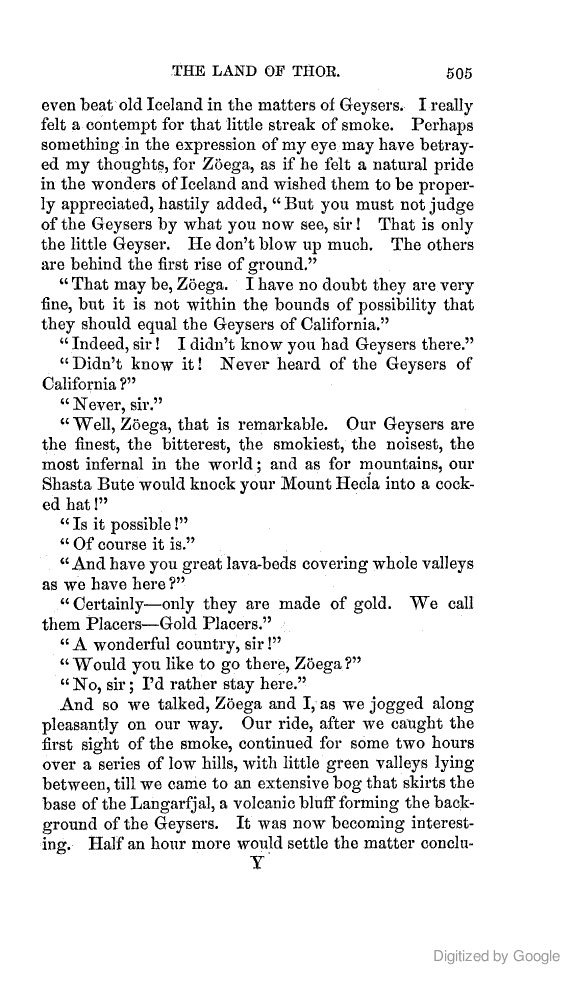 THE LAND OF THOR. 505
even beat old Iceland in the matters of Geysers. I really
felt a contempt for that little streak of smoke. Perhaps
something in the expression of my eye may have betray-
ed my thoughts, for Zöega, as if he felt a natural pride
in the wonders of Iceland and wished them to be proper-
ly appreciated, hastily added, “But you must not judge
of the Geysers by what you now see, sir! That is only
the little Geyser. He don’t blow up much. The others
are behind the first rise of ground.”
“That may be, Zöega. I have no doubt they are very
fine, but it is not within the bounds of possibility that
they should equal the Geysers of California.”
“Indeed, sir! I didn’t know you had Geysers there.”
“Didn’t know it! Never heard of the Geysers of
California?”
“Never, sir.”
“Well, Zöega, that is remarkable. Our Geysers are
the finest, the bitterest, the smokiest, the noisest, the
most infernal in the world; and as for mountains, our
Shasta Bute would knock your Mount Hecla into a cock-
ed hat!”
“Is it possible!”
“Of course it is.”
“And have you great lava-beds covering whole valleys
as we have here?”
“Certainly—only they are made of gold. We call
them Placers—Gold Placers.”
“A wonderful country, sir!”
“Would you like to go there, Zöega?”
“No, sir; I’d rather stay here.”
And so we talked, Zöega and I, as we jogged along
pleasantly on our way. Our ride, after we caught the
first sight of the smoke, continued for some two hours
over a series of low hills, with little green valleys lying
between, till we came to an extensive bog that skirts the
base of the Langarfjal, a volcanic bluff forming the back-
ground of the Geysers. It was now becoming interest-
ing. Half an hour more would settle the matter conclu-
Y
Digitized by Google